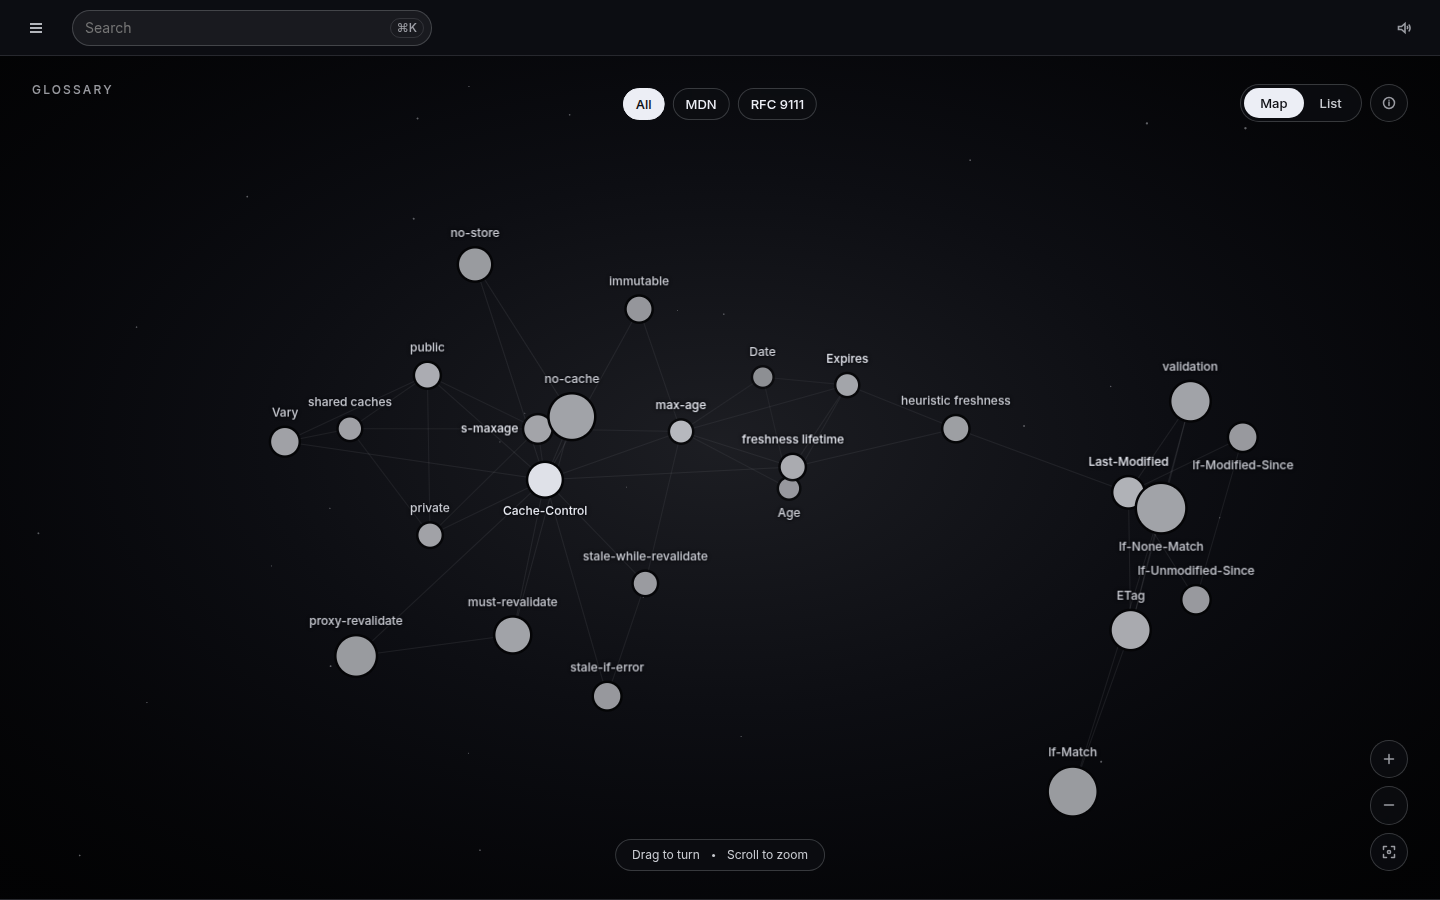 Search
⌘K
GLOSSARY
All
MDN
RFC 9111
Map
List
no-store
immutable
public
Date
Expires
validation
no-cache
heuristic freshness
shared caches
max-age
Vary
s-maxage
freshness lifetime
Last-Modified
If-Modified-Since
private
Cache-Control
Age
If-None-Match
stale-while-revalidate
If-Unmodified-Since
must-revalidate
ETag
proxy-revalidate
stale-if-error
If-Match
Drag to turn • Scroll to zoom